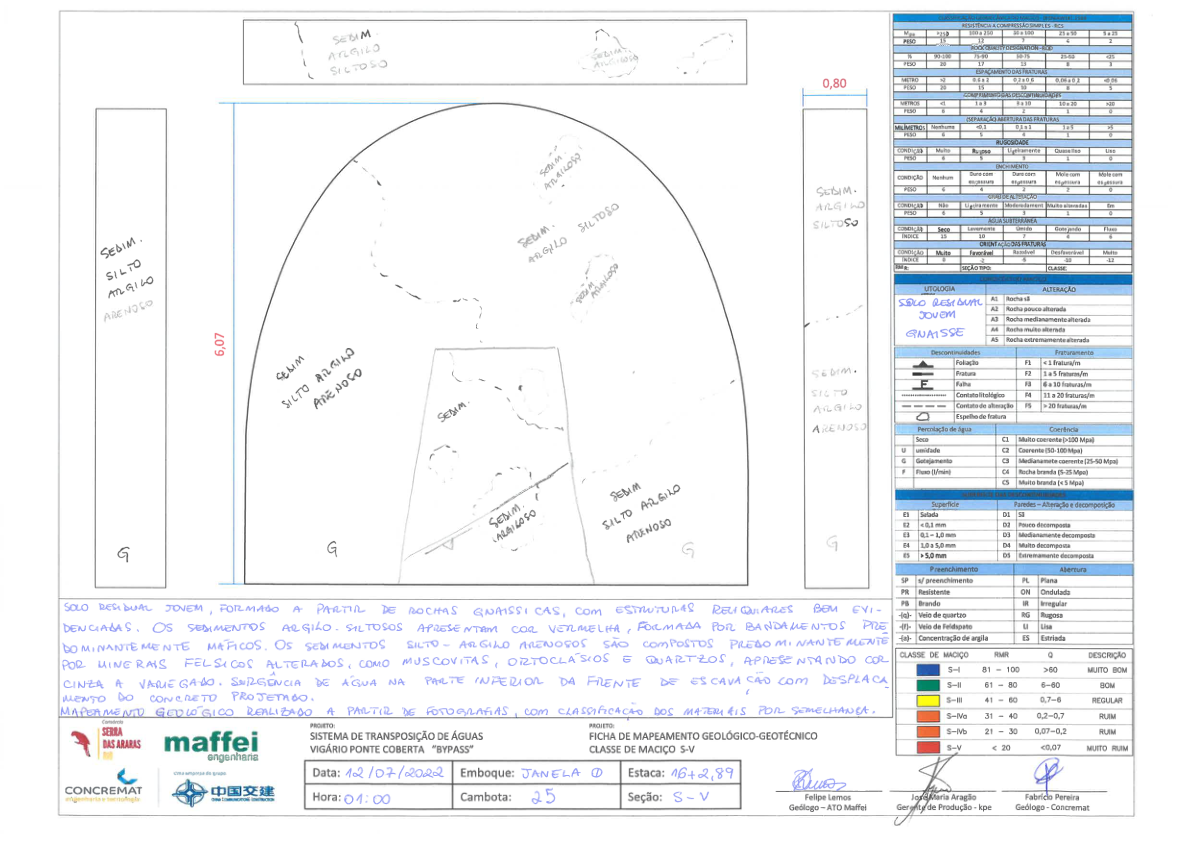 SEDIM.
ARGILO
SILTOSO
SEDIM.
ARGILOSO
0,80
6,07
SEDIM.
SILTO
ARGILO
ARENOSO
G
SEDIM.
ARGILOSO
SEDIM. SILTOSO
ARGILO
SEDIM.
ARGILOSO
SEDIM
SILTO ARGILO
ARENOSO
SEDIM.
SEDIM.
ARGILOSO
SEDIM
SILTO ARGILO
ARENOSO
G
G
SEDIM.
ARGILO
SILTOSO
SEDIM.
SILTO
ARGILO
ARENOSO
G
SOLO RESIDUAL JOVEM, FORMADO A PARTIR DE ROCHAS GNAISSICAS, COM ESTRUTURAS RELIQUIARES BEM EVI-
DENCIADAS. OS SEDIMENTOS ARGILO-SILTOSOS APRESENTAM COR VERMELHA, FORMADA POR BANDAMENTOS PRE
DOMINANTEMENTE MÁFICOS. OS SEDIMENTOS SILTO-ARGILO ARENOSOS SÃO COMPOSTOS PREDOMINANTEMENTE
POR MINERAIS FELSICOS ALTERADOS, COMO MUSCOVITAS, ORTOCLÁSIOS E QUARTZOS, APRESENTANDO COR
CINZA A VARIEGADO. SURGÊNCIA DE ÁGUA NA PARTE INFERIOR DA FRENTE DE ESCAVAÇÃO COM DESPLACA
MENTO DO CONCRETO PROJETADO.
MAPEAMENTO GEOLÓGICO REALIZADO A PARTIR DE FOTOGRAFIAS, COM CLASSIFICAÇÃO DOS MATERIAIS POR SEMELHANÇA.
RESISTÊNCIA A COMPRESSÃO SIMPLES - RCS
PESO 15 12 7 4 2
ROCK QUALITY DESIGNATION - RQD
% 90-100 75-90 50-75 25-50 <25
PESO 20 17 13 8 3
ESPAÇAMENTO DAS FRATURAS
METRO >2 0,6 a 2 0,2 a 0,6 0,06 a 0,2 <0,06
PESO 20 15 10 8 5
COMPRIMENTO DAS DESCONTINUIDADES
METROS <1 1 a 3 3 a 10 10 a 20 >20
PESO 6 4 2 1 0
(SEPARAÇÃO) ABERTURA DAS FRATURAS
MILÍMETROS Nenhuma <0,1 0,1 a 1 1 a 5 >5
PESO 6 5 4 1 0
RUGOSIDADE
CONDIÇÃO Muito Rugoso Ligeiramente Quase liso Liso
PESO 6 5 3 1 0
ENCHIMENTO
CONDIÇÃO Nenhum Duro com espessura Duro com espessura Mole com espessura Mole com espessura
PESO 6 4 2 2 0
GRAU DE ALTERAÇÃO
CONDIÇÃO Não Ligeiramente Moderadament Muito alteradas Em
PESO 6 5 3 1 0
ÁGUA SUBTERRÂNEA
CONDIÇÃO Seco Levemente Úmido Gotejando Fluxo
ÍNDICE 15 10 7 4 0
ORIENTAÇÃO DAS FRATURAS
CONDIÇÃO Muito Favorável Razoável Desfavorável Muito
ÍNDICE 0 -2 -5 -10 -12
RMR: SEÇÃO TIPO: CLASSE:
LITOLOGIA ALTERAÇÃO
SOLO RESIDUAL
JOVEM
GNAISSE
A1 Rocha sã
A2 Rocha pouco alterada
A3 Rocha medianamente alterada
A4 Rocha muito alterada
A5 Rocha extremamente alterada
Descontinuidades Fraturamento
Foliação F1 < 1 fratura/m
Fratura F2 1 a 5 fraturas/m
F Falha F3 6 a 10 fraturas/m
Contato litológico F4 11 a 20 fraturas/m
Contato de alteração F5 > 20 fraturas/m
Espelho de fratura
Percolação de água Coerência
Seco C1 Muito coerente (>100 Mpa)
U umidade C2 Coerente (50-100 Mpa)
G Gotejamento C3 Medianamete coerente (25-50 Mpa)
F Fluxo (l/min) C4 Rocha branda (5-25 Mpa)
C5 Muito branda (< 5 Mpa)
Superfície Paredes - Alteração e decomposição
E1 Selada D1 Sã
E2 < 0,1 mm D2 Pouco decomposta
E3 0,1 - 1,0 mm D3 Medianamente decomposta
E4 1,0 a 5,0 mm D4 Muito decomposta
E5 > 5,0 mm D5 Extremamente decomposta
Preenchimento Abertura
SP s/ preenchimento PL Plana
PR Resistente ON Ondulada
PB Brando IR Irregular
-(q)- Veio de quartzo RG Rugosa
-(f)- Veio de Feldspato LI Lisa
-(a)- Concentração de argila ES Estriada
CLASSE DE MACIÇO RMR Q DESCRIÇÃO
S-I 81 - 100 >60 MUITO BOM
S-II 61 - 80 6-60 BOM
S-III 41 - 60 0,7-6 REGULAR
S-IVa 31 - 40 0,2-0,7 RUIM
S-IVb 21 - 30 0,07-0,2 RUIM
S-V < 20 <0,07 MUITO RUIM
SERRA
DAS ARARAS
maffei
engenharia
CONCREMAT
engenharia e tecnologia
uma empresa do grupo
中国交建
CHINA COMMUNICATIONS CONSTRUCTION
PROJETO:
SISTEMA DE TRANSPOSIÇÃO DE ÁGUAS
VIGÁRIO PONTE COBERTA "BYPASS"
PROJETO:
FICHA DE MAPEAMENTO GEOLÓGICO-GEOTÉCNICO
CLASSE DE MACIÇO S-V
Data: 12/07/2022 Emboque: JANELA 1 Estaca: 16+2,89
Hora: 01:00 Cambota: 25 Seção: S-V
Felipe Lemos
Geólogo – ATO Maffei
José Maria Aragão
Gerente de Produção - kpe
Fabrício Pereira
Geólogo - Concremat